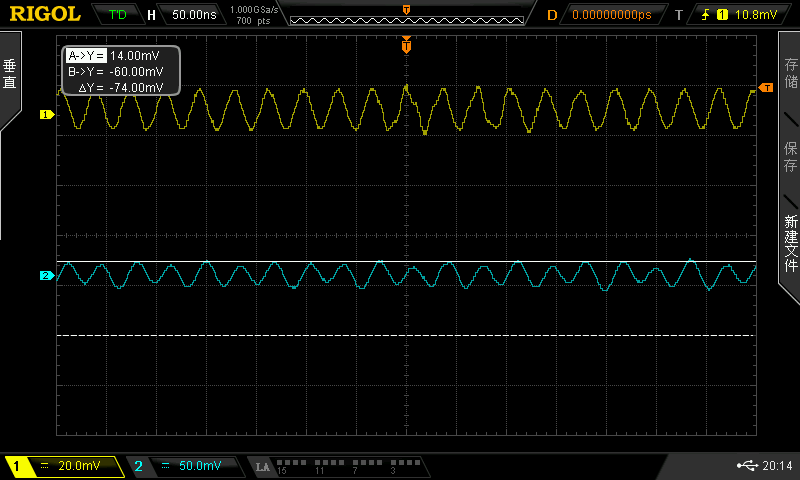 RIGOL T'D H 50.00ns 1.000GSa/s 700 pts D 0.00000000ps T 1 10.8mV
T
A->Y= 14.00mV
B->Y= -60.00mV
ΔY= -74.00mV
垂直
T
T
1
2
存储
保存
新建文件
1 20.0mV 2 50.0mV LA 15 11 7 3 20:14